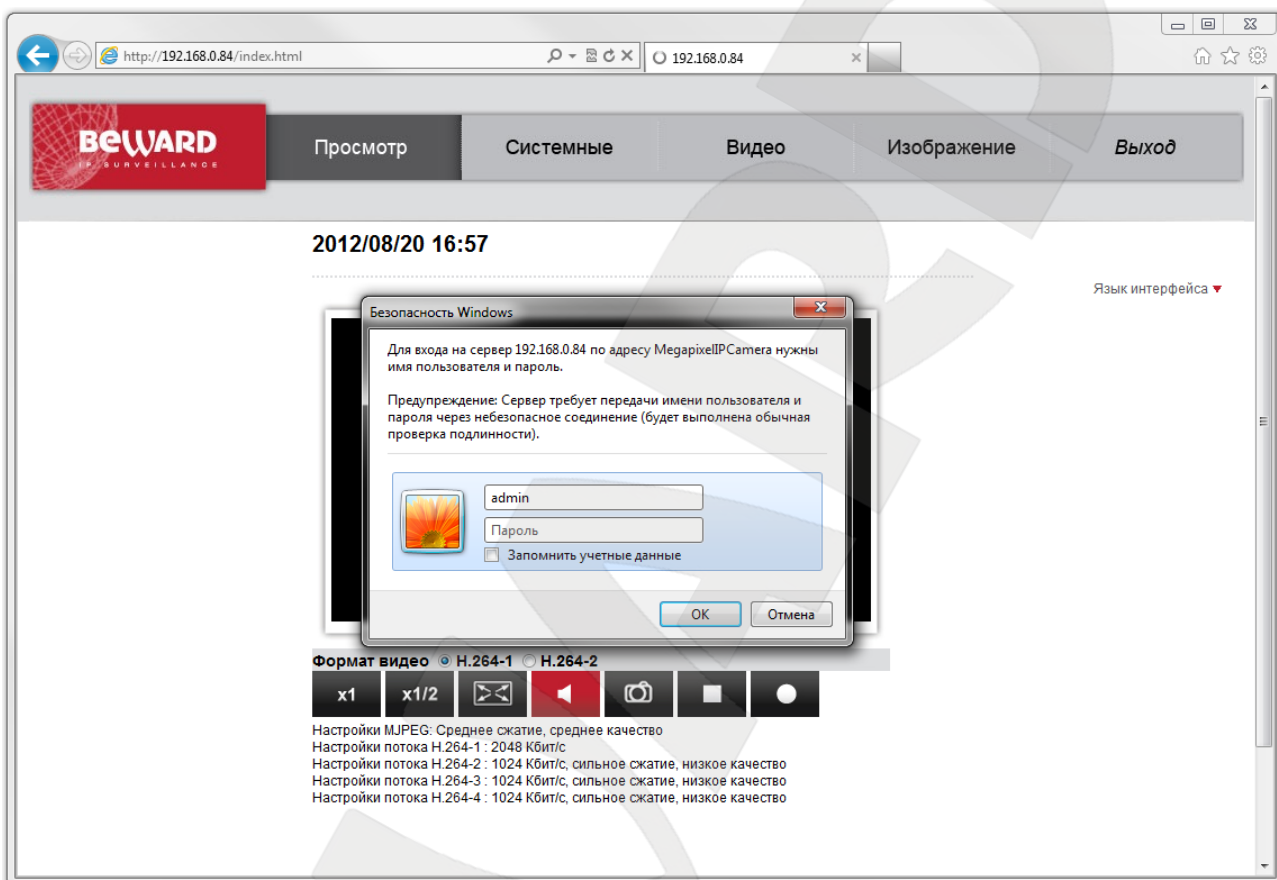 http://192.168.0.84/index.html
192.168.0.84
BEWARD
IP SURVEILLANCE
Просмотр
Системные
Видео
Изображение
Выход
2012/08/20 16:57
Язык интерфейса
Безопасность Windows
Для входа на сервер 192.168.0.84 по адресу MegapixelIPCamera нужны
имя пользователя и пароль.
Предупреждение: Сервер требует передачи имени пользователя и
пароля через небезопасное соединение (будет выполнена обычная
проверка подлинности).
admin
Пароль
Запомнить учетные данные
OK
Отмена
Формат видео H.264-1 H.264-2
x1
x1/2
Настройки MJPEG: Среднее сжатие, среднее качество
Настройки потока H.264-1 : 2048 Кбит/с
Настройки потока H.264-2 : 1024 Кбит/с, сильное сжатие, низкое качество
Настройки потока H.264-3 : 1024 Кбит/с, сильное сжатие, низкое качество
Настройки потока H.264-4 : 1024 Кбит/с, сильное сжатие, низкое качество